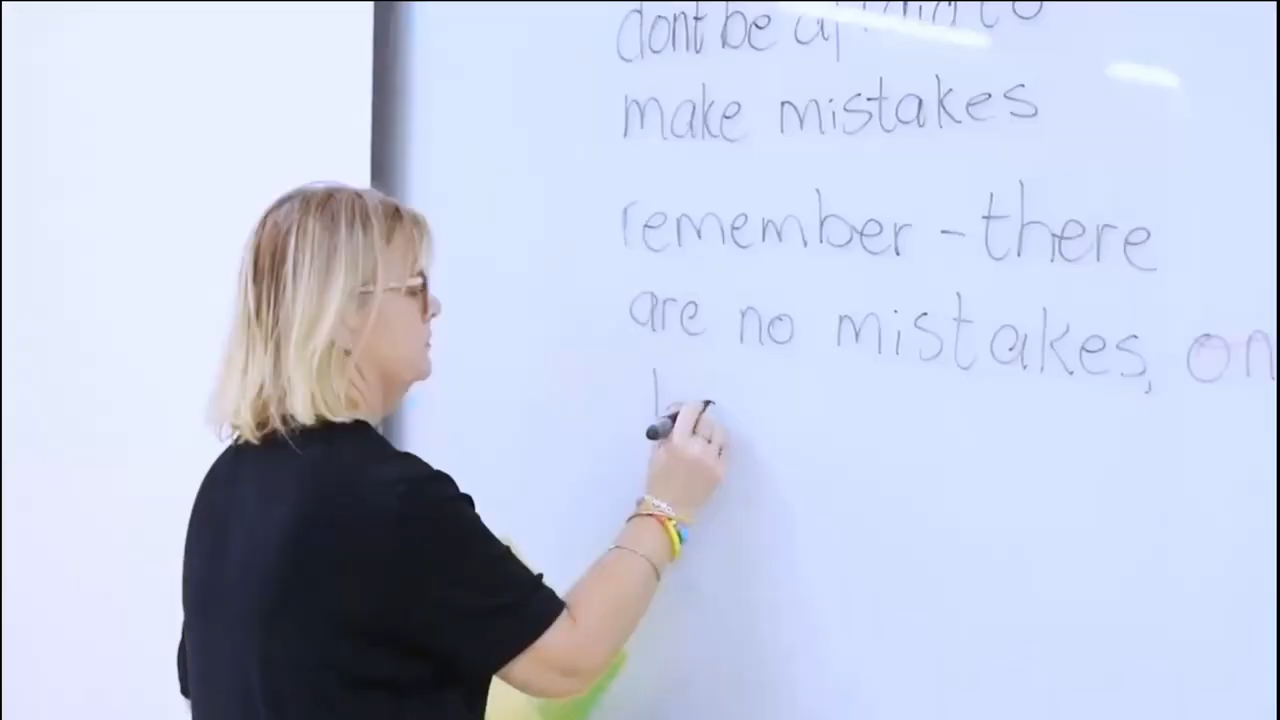 dont be afraid to
make mistakes
remember - there
are no mistakes, on